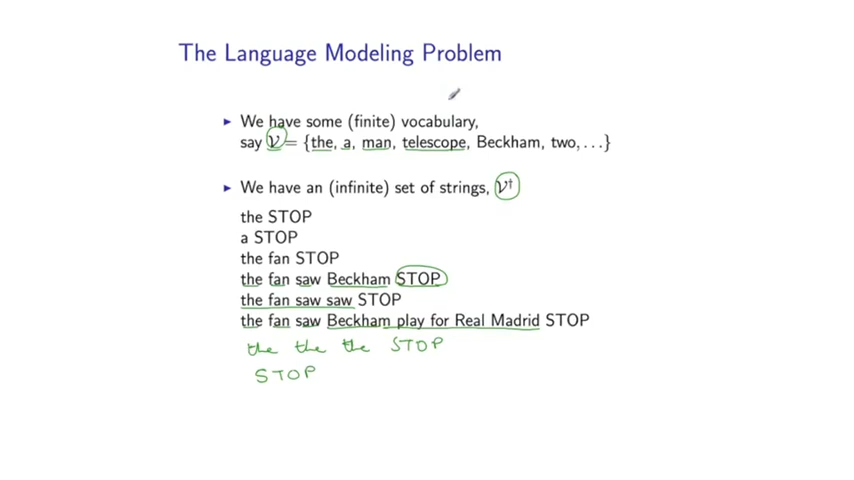 The Language Modeling Problem
▶ We have some (finite) vocabulary,
say 𝒱 = {the, a, man, telescope, Beckham, two, ...}
▶ We have an (infinite) set of strings, 𝒱†
the STOP
a STOP
the fan STOP
the fan saw Beckham STOP
the fan saw saw STOP
the fan saw Beckham play for Real Madrid STOP
the the the STOP
STOP